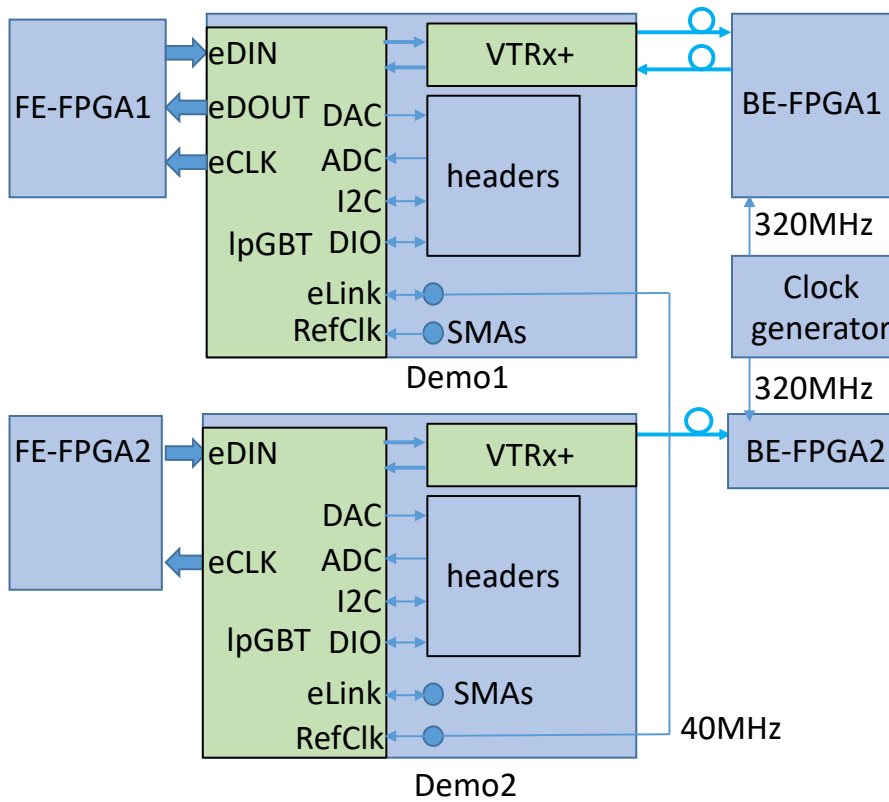 FE-FPGA1
eDIN
eDOUT
eCLK
DAC
ADC
I2C
lpGBT DIO
eLink
RefClk
VTRx+
headers
SMAs
Demo1
BE-FPGA1
320MHz
Clock
generator
320MHz
FE-FPGA2
eDIN
eCLK
DAC
ADC
I2C
lpGBT DIO
eLink
RefClk
VTRx+
headers
SMAs
Demo2
BE-FPGA2
40MHz